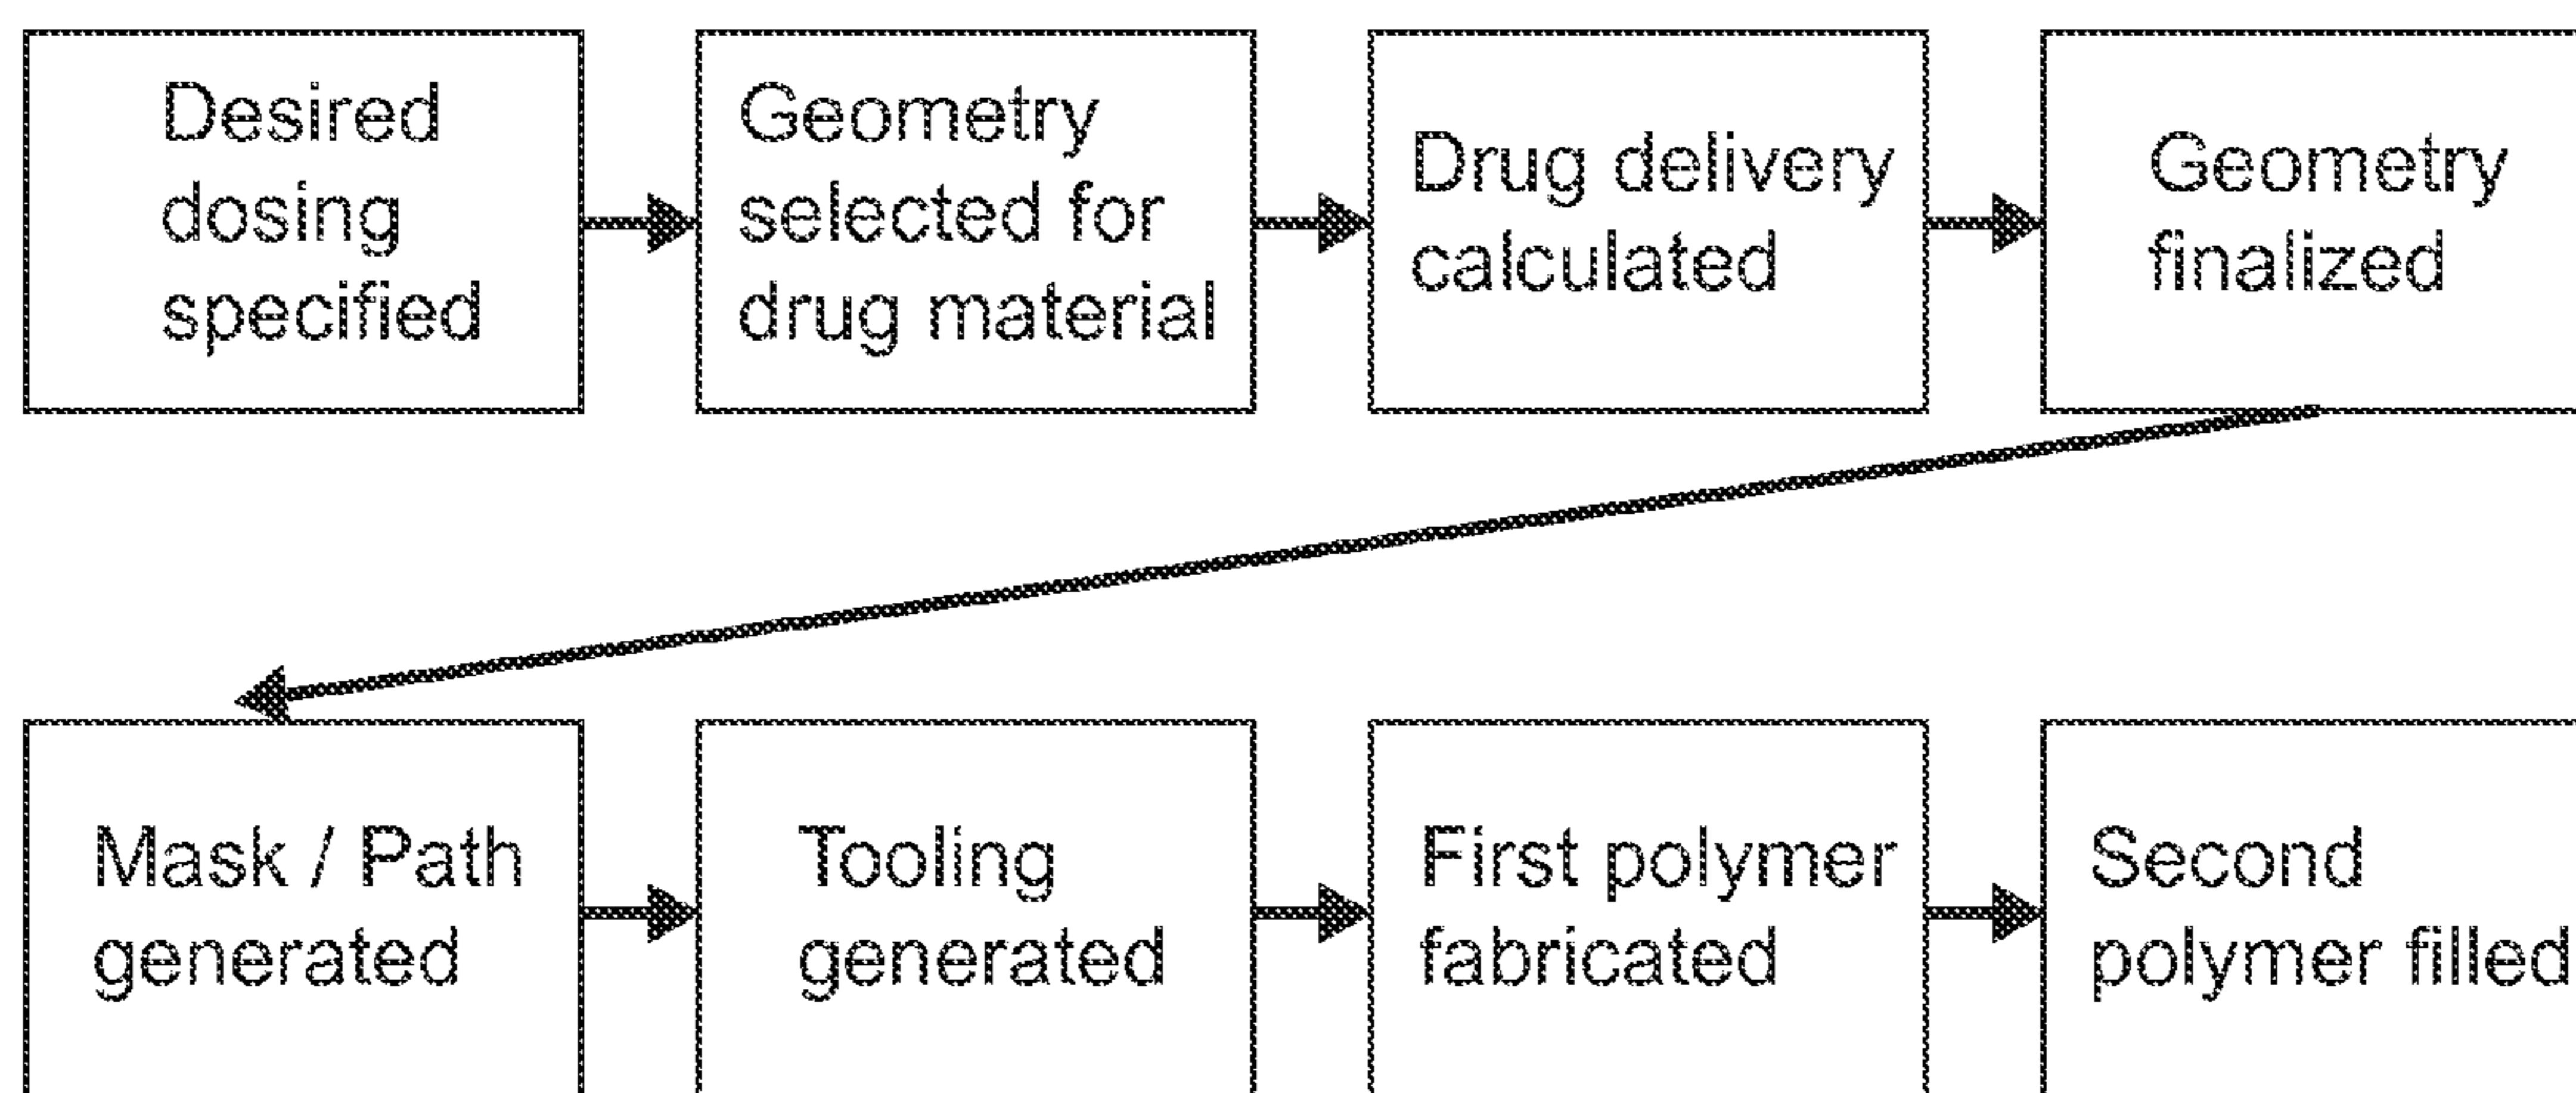 Desired
dosing
specified
Geometry
selected for
drug material
Drug delivery
calculated
Geometry
finalized
Mask / Path
generated
Tooling
generated
First polymer
fabricated
Second
polymer filled